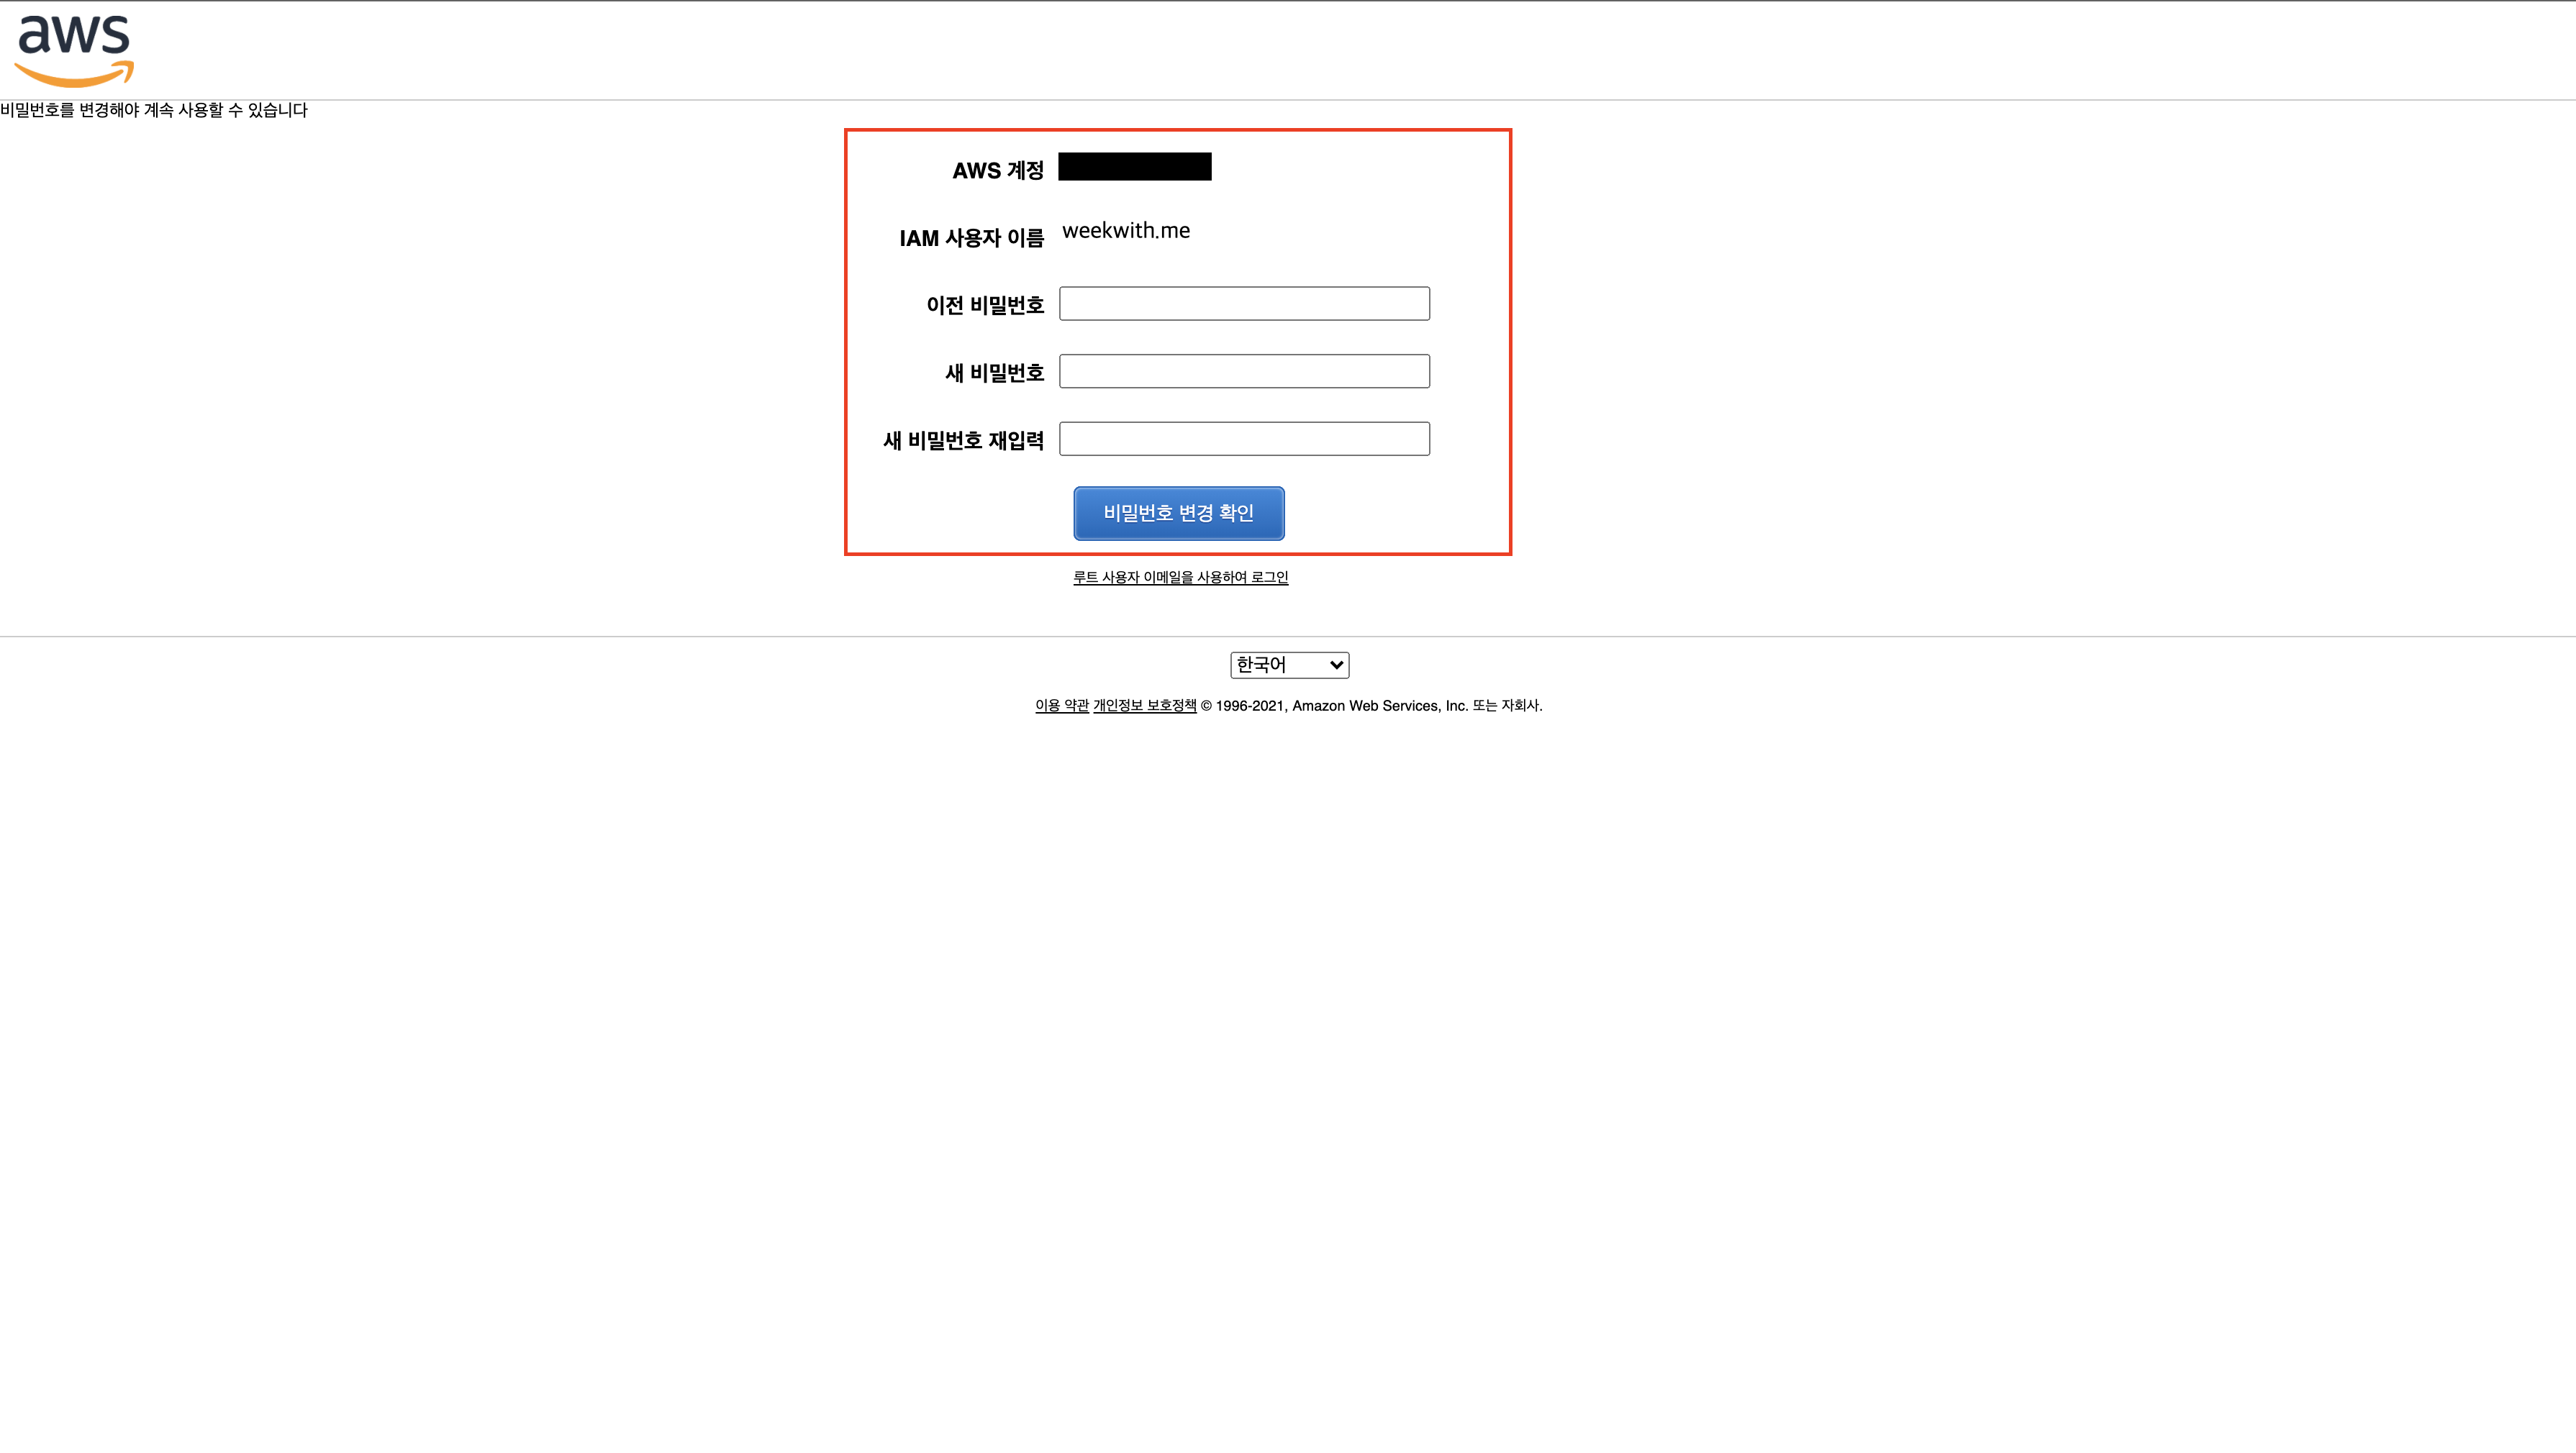 aws
비밀번호를 변경해야 계속 사용할 수 있습니다
AWS 계정
IAM 사용자 이름 weekwith.me
이전 비밀번호
새 비밀번호
새 비밀번호 재입력
비밀번호 변경 확인
루트 사용자 이메일을 사용하여 로그인
한국어
이용 약관 개인정보 보호정책 © 1996-2021, Amazon Web Services, Inc. 또는 자회사.